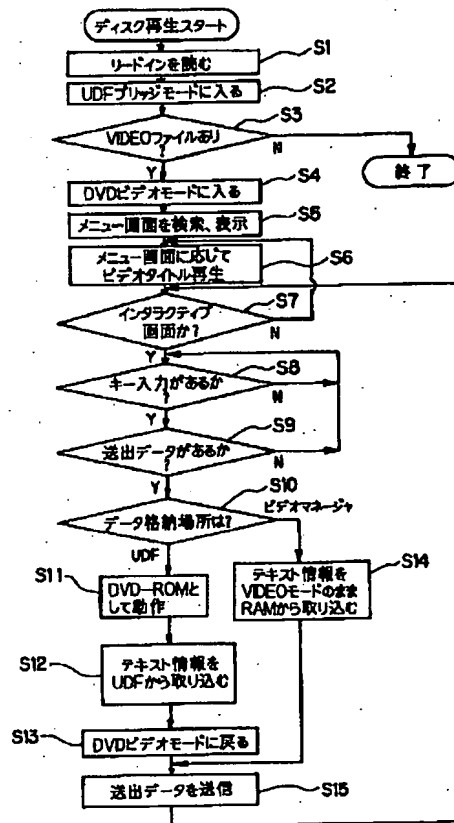 ディスク再生スタート
S1
リードインを読む
S2
UDFブリッジモードに入る
S3
VIDEOファイルあり
?
N
Y
終了
S4
DVDビデオモードに入る
S5
メニュー画面を検索、表示
S6
メニュー画面に応じて
ビデオタイトル再生
S7
インタラクティブ
画面か?
N
Y
S8
キー入力があるか
?
N
Y
S9
送出データがあるか
?
N
Y
S10
データ格納場所は?
ビデオマネージャ
UDF
S11
DVD-ROMと
して動作
S14
テキスト情報を
VIDEOモードのまま
RAMから取り込む
S12
テキスト情報を
UDFから取り込む
S13
DVDビデオモードに戻る
送出データを送信
S15